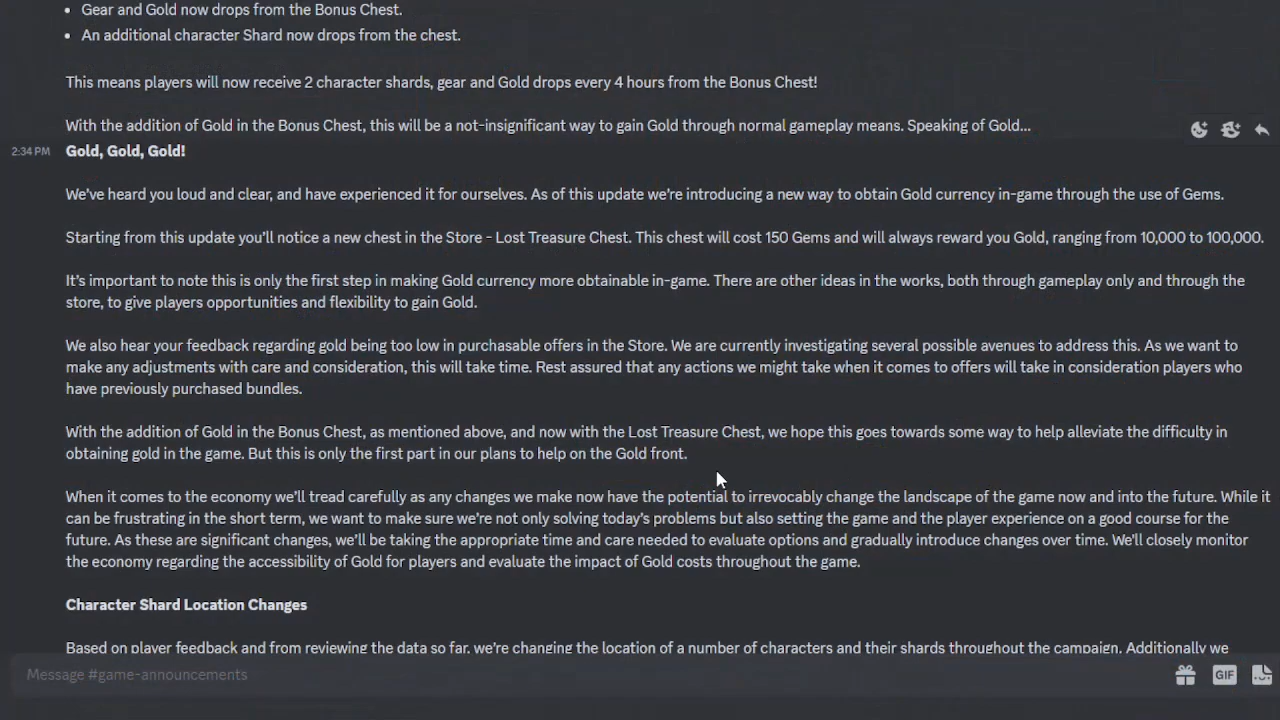 Gear and Gold now drops from the Bonus Chest.
An additional character Shard now drops from the chest.
This means players will now receive 2 character shards, gear and Gold drops every 4 hours from the Bonus Chest!
With the addition of Gold in the Bonus Chest, this will be a not-insignificant way to gain Gold through normal gameplay means. Speaking of Gold...
2:34 PM Gold, Gold, Gold!
We've heard you loud and clear, and have experienced it for ourselves. As of this update we're introducing a new way to obtain Gold currency in-game through the use of Gems.
Starting from this update you'll notice a new chest in the Store - Lost Treasure Chest. This chest will cost 150 Gems and will always reward you Gold, ranging from 10,000 to 100,000.
It's important to note this is only the first step in making Gold currency more obtainable in-game. There are other ideas in the works, both through gameplay only and through the
store, to give players opportunities and flexibility to gain Gold.
We also hear your feedback regarding gold being too low in purchasable offers in the Store. We are currently investigating several possible avenues to address this. As we want to
make any adjustments with care and consideration, this will take time. Rest assured that any actions we might take when it comes to offers will take in consideration players who
have previously purchased bundles.
With the addition of Gold in the Bonus Chest, as mentioned above, and now with the Lost Treasure Chest, we hope this goes towards some way to help alleviate the difficulty in
obtaining gold in the game. But this is only the first part in our plans to help on the Gold front.
When it comes to the economy we'll tread carefully as any changes we make now have the potential to irrevocably change the landscape of the game now and into the future. While it
can be frustrating in the short term, we want to make sure we're not only solving today's problems but also setting the game and the player experience on a good course for the
future. As these are significant changes, we'll be taking the appropriate time and care needed to evaluate options and gradually introduce changes over time. We'll closely monitor
the economy regarding the accessibility of Gold for players and evaluate the impact of Gold costs throughout the game.
Character Shard Location Changes
Based on player feedback and from reviewing the data so far, we're changing the location of a number of characters and their shards throughout the campaign. Additionally we
Message #game-announcements
GIF